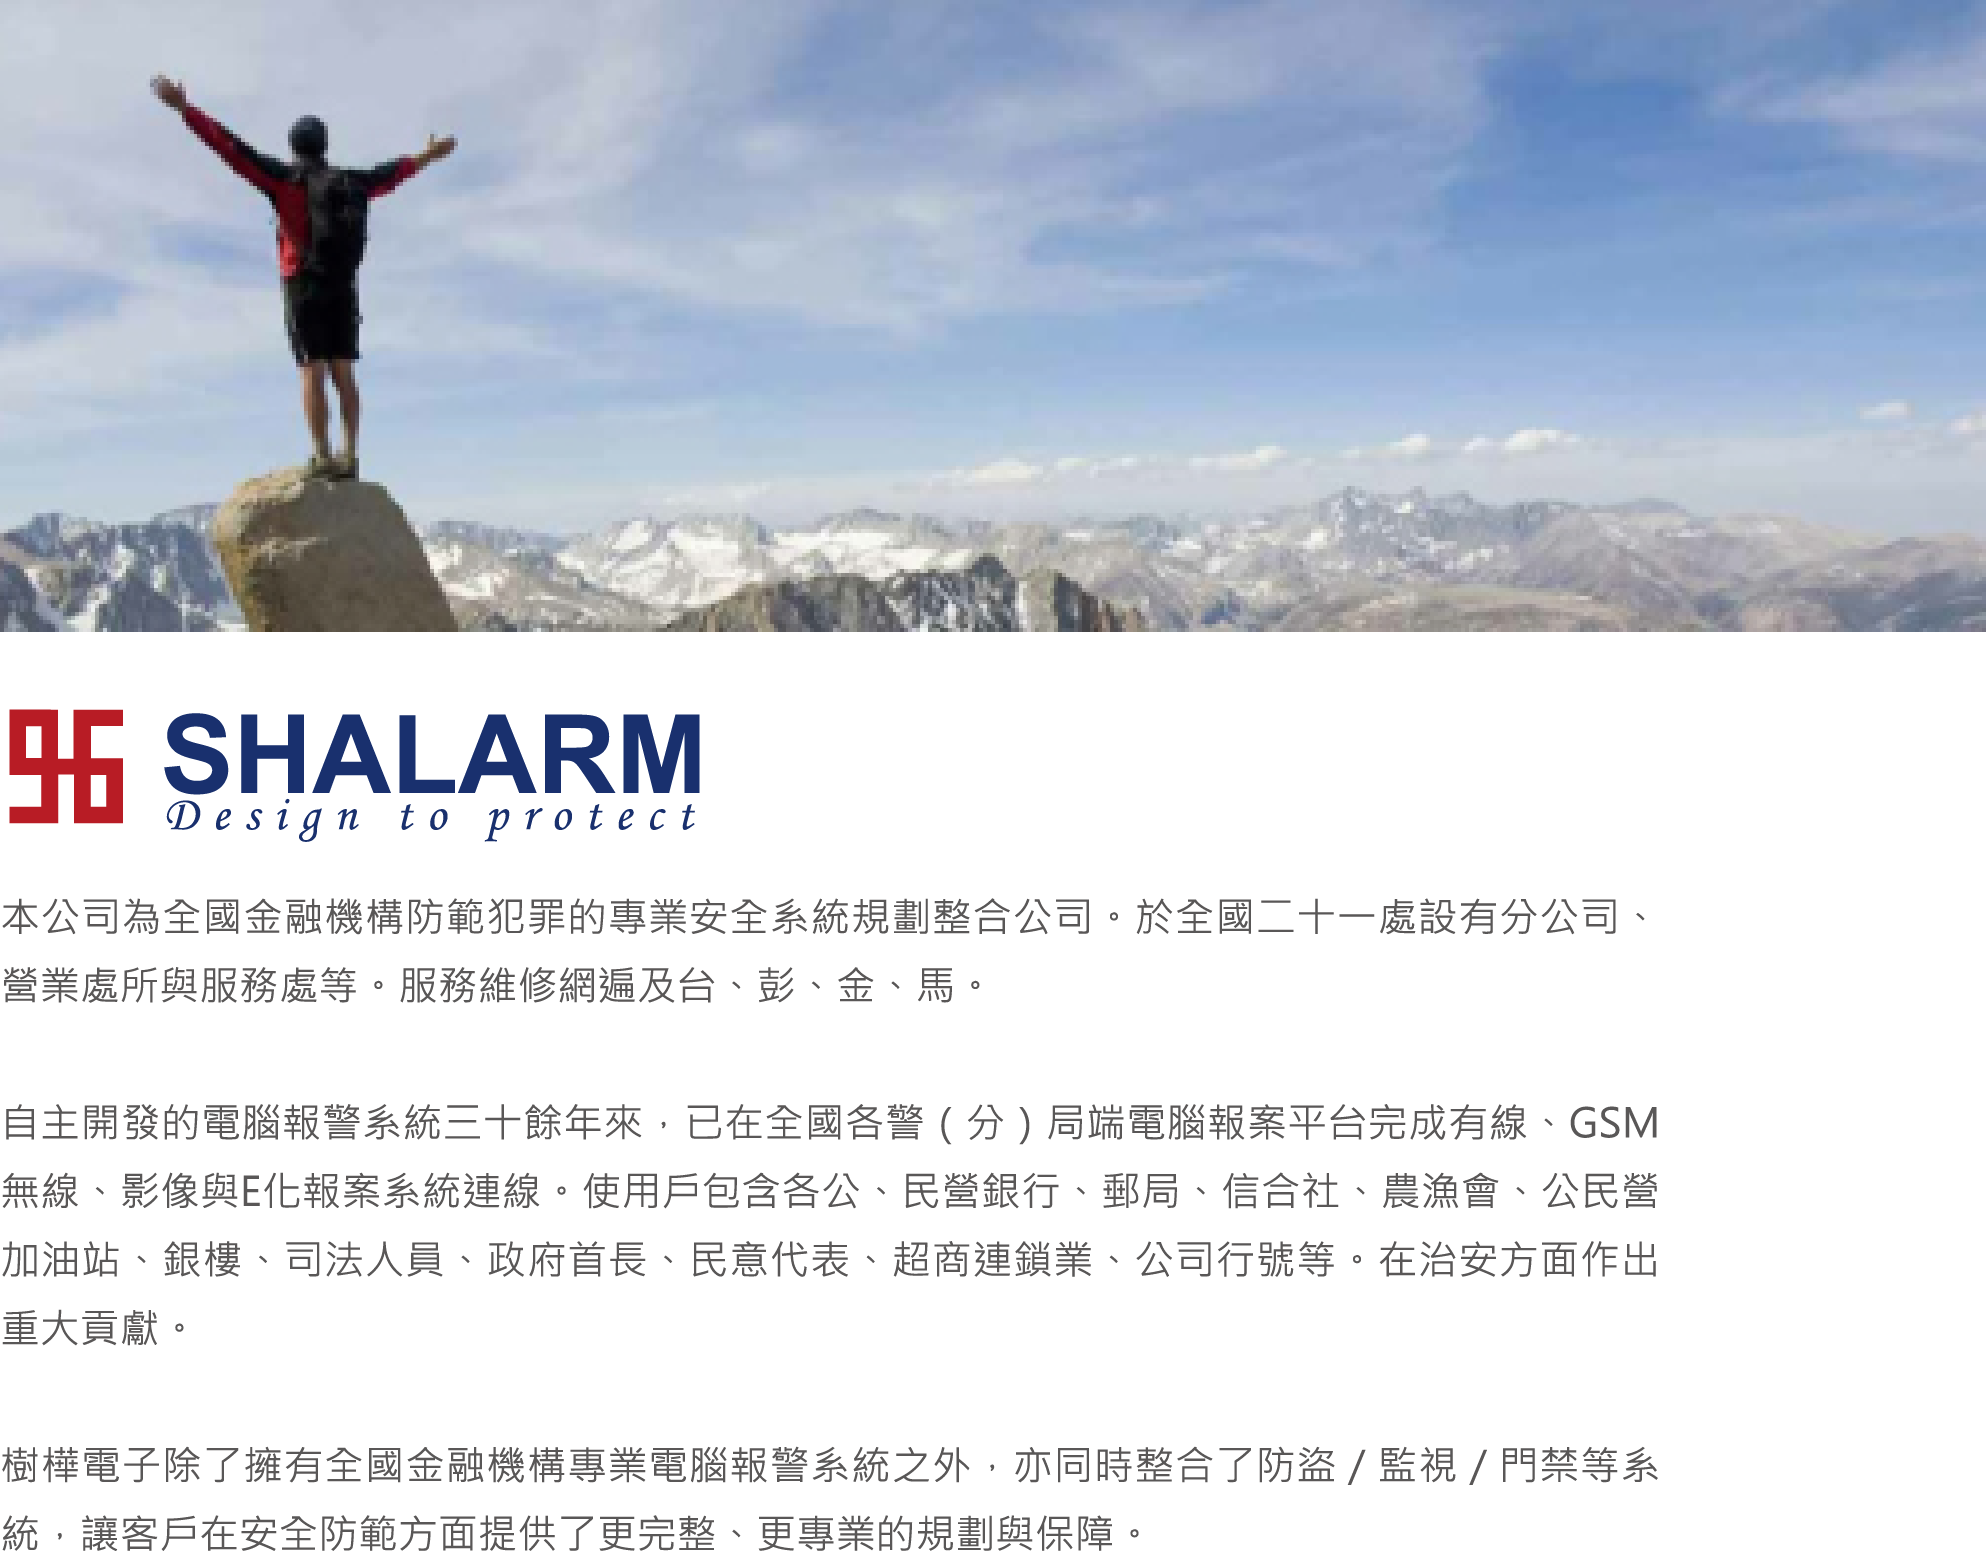 SHALARM
Design to protect
本公司為全國金融機構防範犯罪的專業安全系統規劃整合公司。於全國二十一處設有分公司、
營業處所與服務處等。服務維修網遍及台、彭、金、馬。
自主開發的電腦報警系統三十餘年來，已在全國各警（分）局端電腦報案平台完成有線、GSM
無線、影像與E化報案系統連線。使用戶包含各公、民營銀行、郵局、信合社、農漁會、公民營
加油站、銀樓、司法人員、政府首長、民意代表、超商連鎖業、公司行號等。在治安方面作出
重大貢獻。
樹樺電子除了擁有全國金融機構專業電腦報警系統之外，亦同時整合了防盜/監視/門禁等系
統，讓客戶在安全防範方面提供了更完整、更專業的規劃與保障。